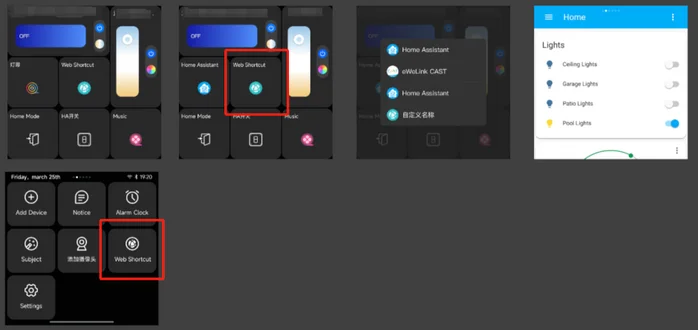 OFF
灯带
Web Shortcut
Home Mode
HA开关
Music
OFF
Home Assistant
Web Shortcut
Home Mode
HA开关
Music
Home Assistant
eWeLink CAST
Home Assistant
自定义名称
Home
Lights
Ceiling Lights
Garage Lights
Patio Lights
Pool Lights
Friday, march 25th
19:20
Add Device
Notice
Alarm Clock
Subject
添加摄像头
Web Shortcut
Settings